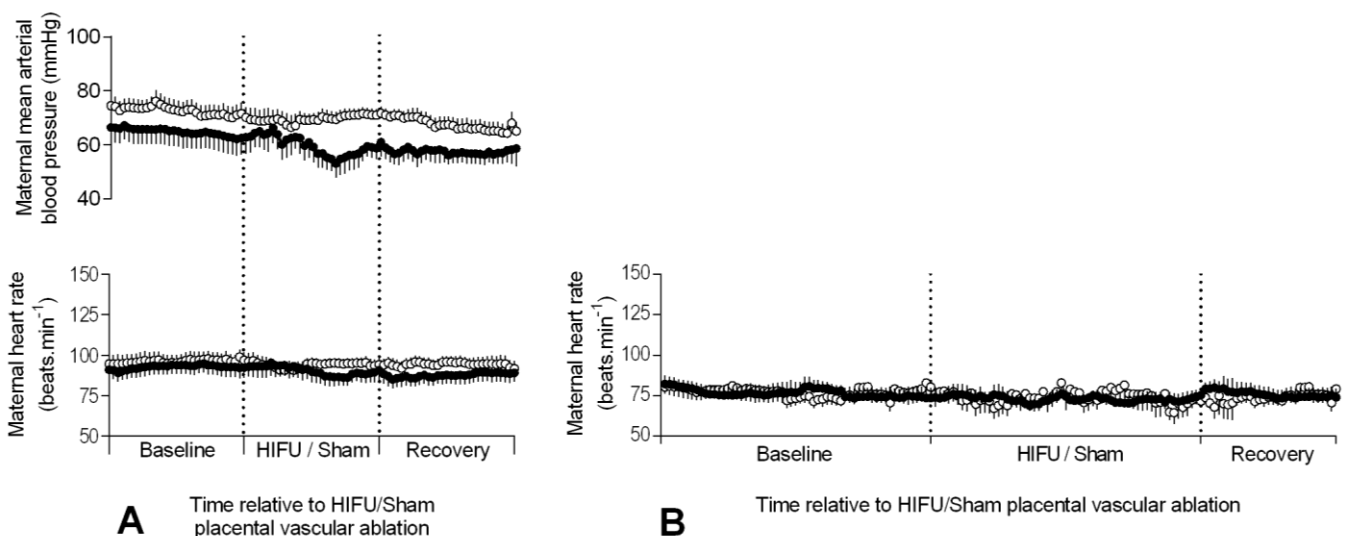 Maternal mean arterial
blood pressure (mmHg)
100
80
60
40
Maternal heart rate
(beats.min⁻¹)
150
125
100
75
50
Baseline
HIFU / Sham
Recovery
A
Time relative to HIFU/Sham
placental vascular ablation
Maternal heart rate
(beats.min⁻¹)
150
125
100
75
50
Baseline
HIFU / Sham
Recovery
B
Time relative to HIFU/Sham placental vascular ablation